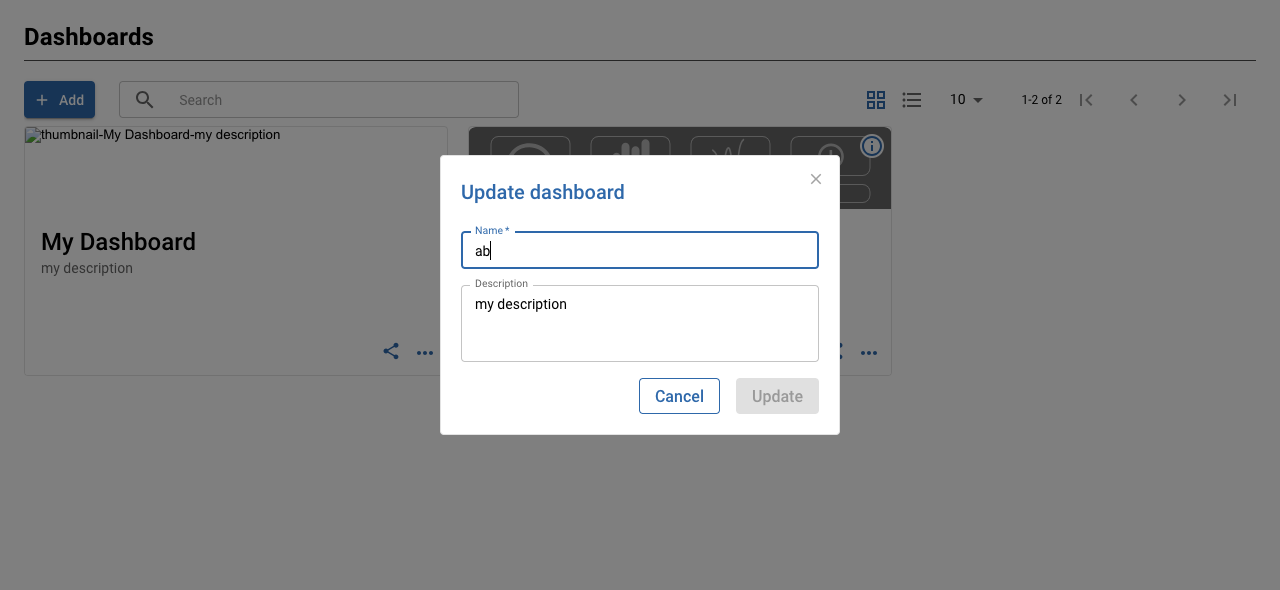 Dashboards
Add
Search
10
1-2 of 2
thumbnail-My Dashboard-my description
My Dashboard
my description
Update dashboard
Name *
ab
Description
my description
Cancel
Update